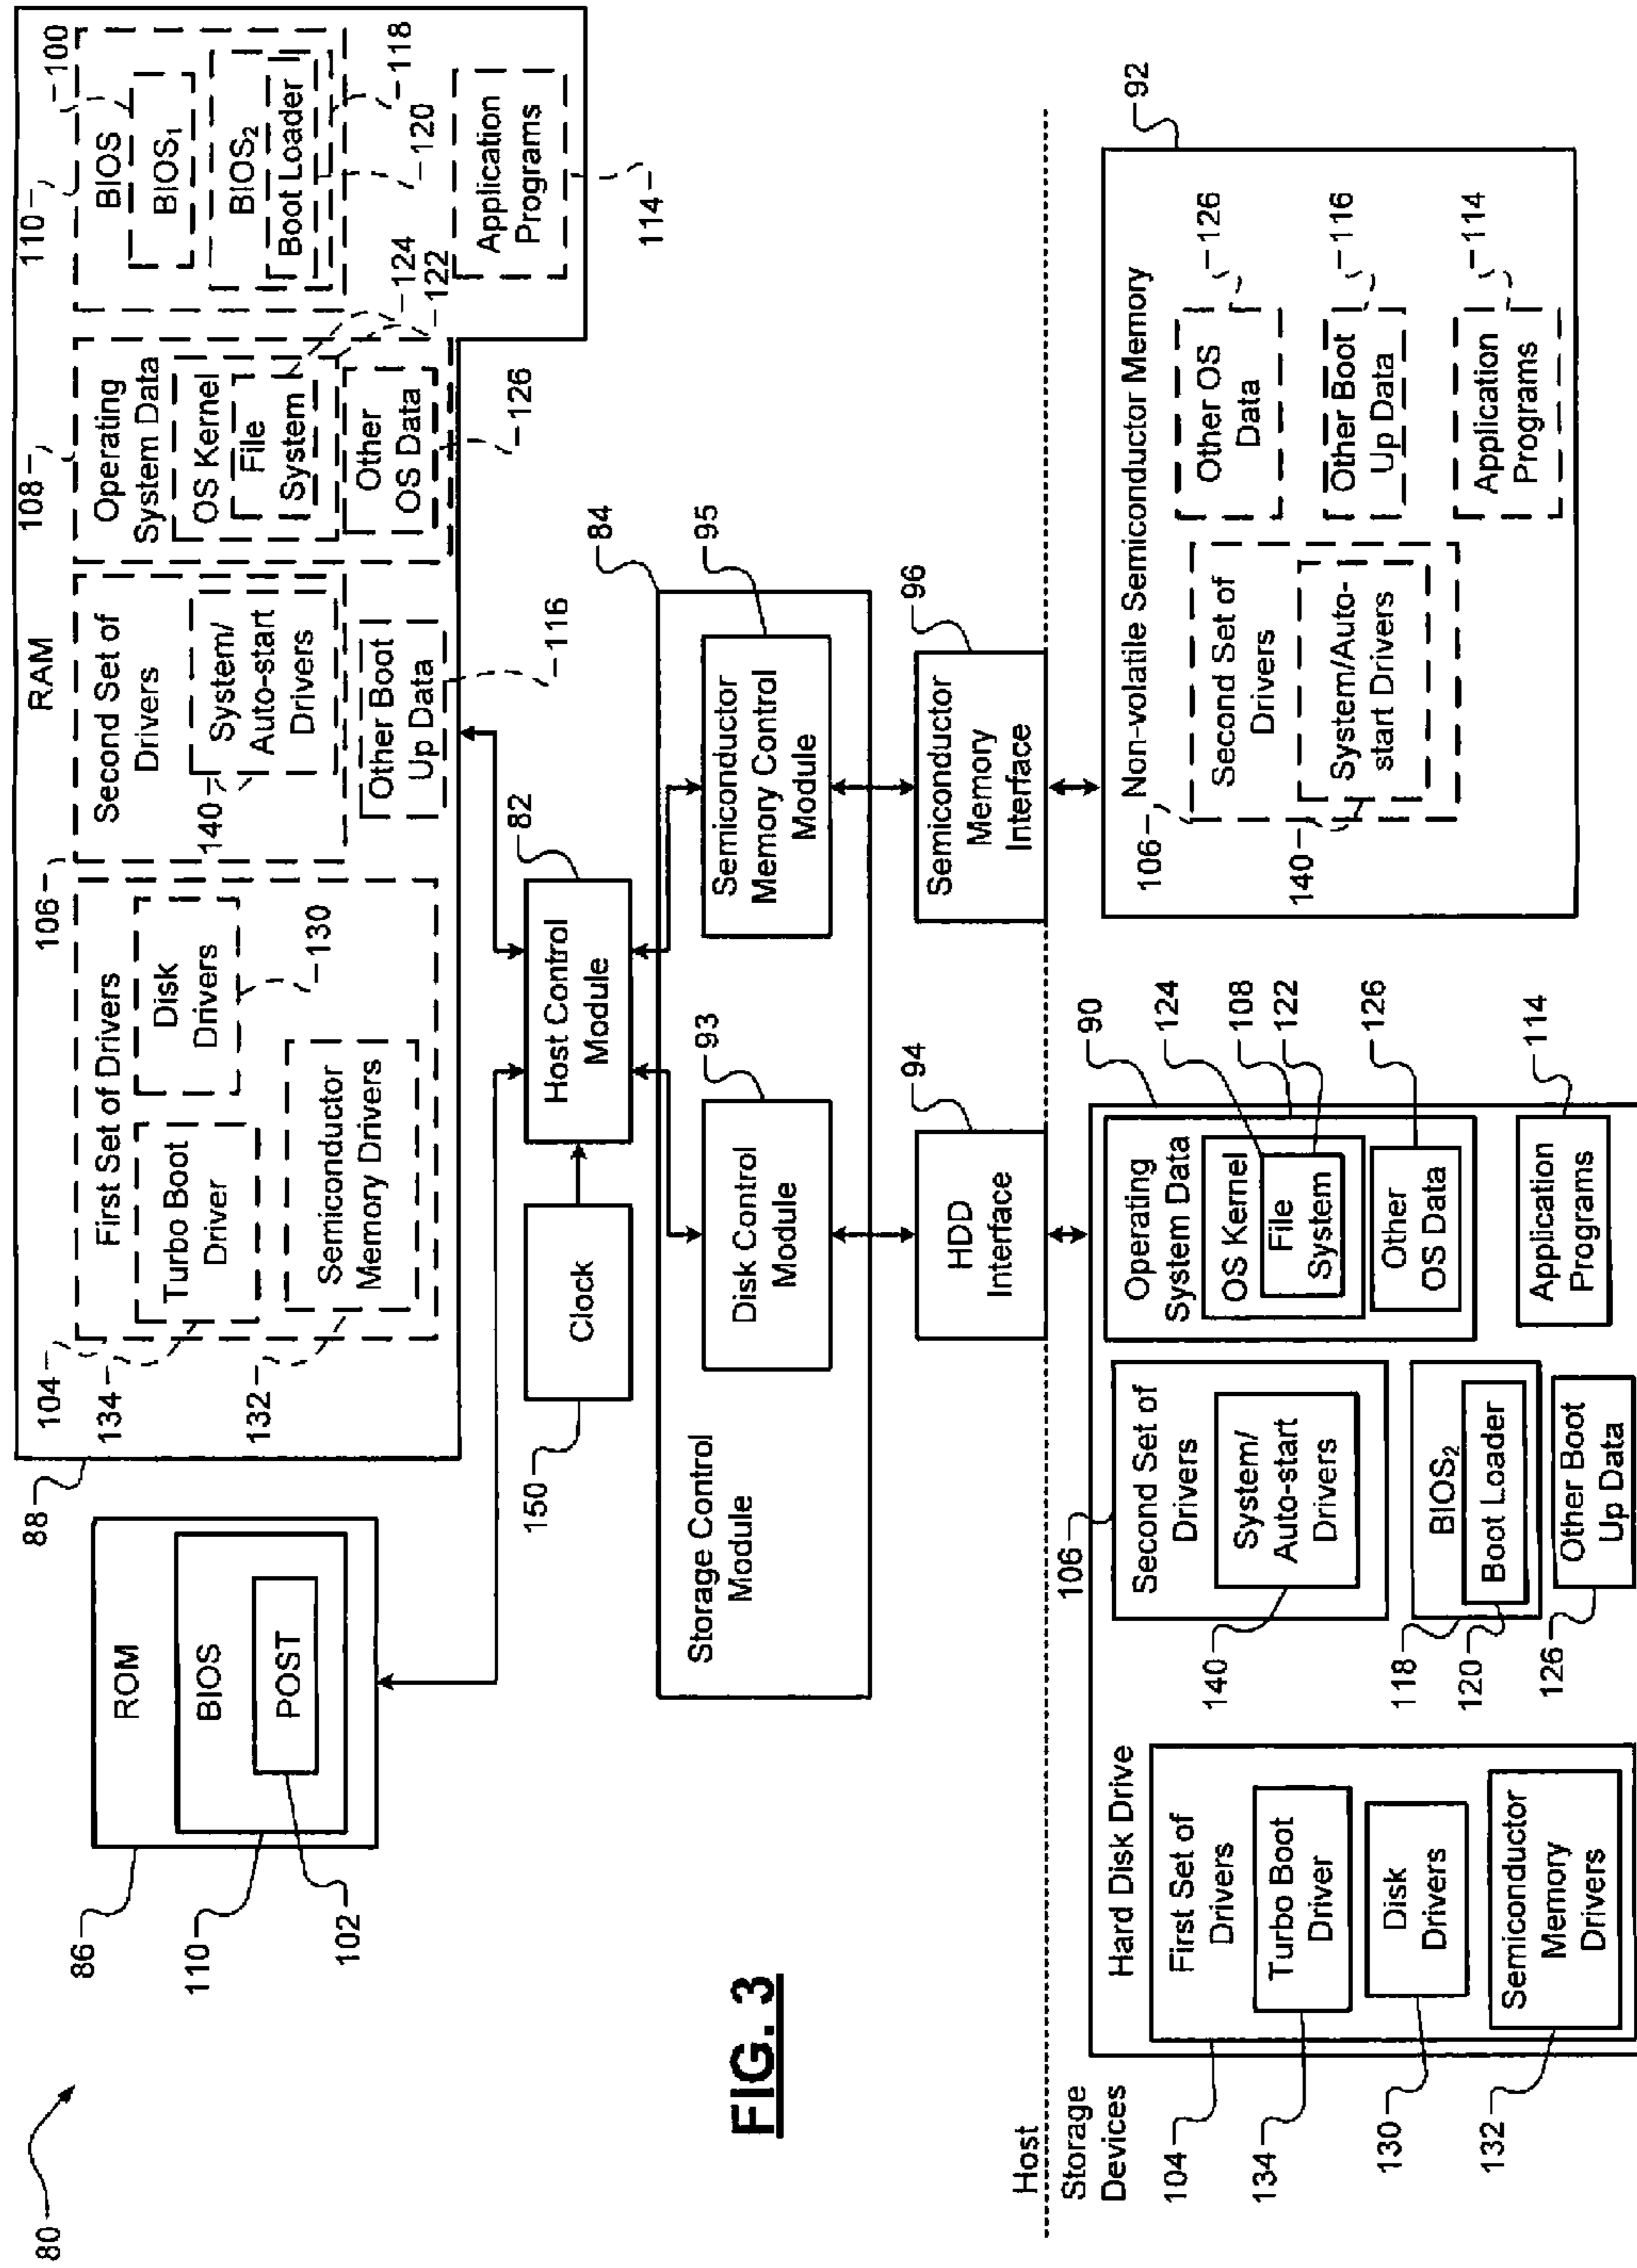 80
86
ROM
BIOS
POST
110
102
88
RAM
104
First Set of Drivers
134
Turbo Boot
Driver
Disk
Drivers
130
132
Semiconductor
Memory Drivers
106
Second Set of
Drivers
140
System/
Auto-start
Drivers
Other Boot
Up Data
116
108
Operating
System Data
OS Kernel
File
System
124
122
Other
OS Data
126
110
BIOS
100
BIOS1
BIOS2
Boot Loader
118
120
Application
Programs
114
150
Clock
82
Host Control
Module
84
Storage Control
Module
93
Disk Control
Module
95
Semiconductor
Memory Control
Module
94
HDD
Interface
96
Semiconductor
Memory
Interface
FIG. 3
Host
Storage
Devices
90
Hard Disk Drive
104
First Set of
Drivers
134
Turbo Boot
Driver
130
Disk
Drivers
132
Semiconductor
Memory
Drivers
106
Second Set of
Drivers
140
System/
Auto-start
Drivers
118
BIOS2
120
Boot Loader
126
Other Boot
Up Data
Operating
System Data
OS Kernel
File
System
Other
OS Data
124
108
122
126
114
Application
Programs
92
Non-volatile Semiconductor Memory
106
Second Set of
Drivers
140
System/Auto-
start Drivers
Other OS
Data
126
Other Boot
Up Data
116
Application
Programs
114